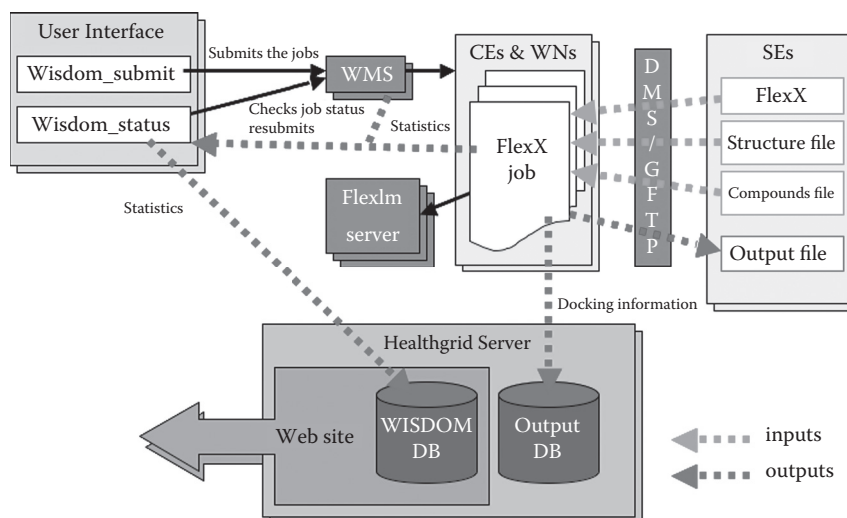 User Interface
Wisdom_submit
Wisdom_status
Submits the jobs
Checks job status
resubmits
WMS
Statistics
CEs & WNs
FlexX
job
Flexlm
server
DMS/GFTP
SEs
FlexX
Structure file
Compounds file
Output file
Statistics
Docking information
Healthgrid Server
Web site
WISDOM
DB
Output
DB
inputs
outputs